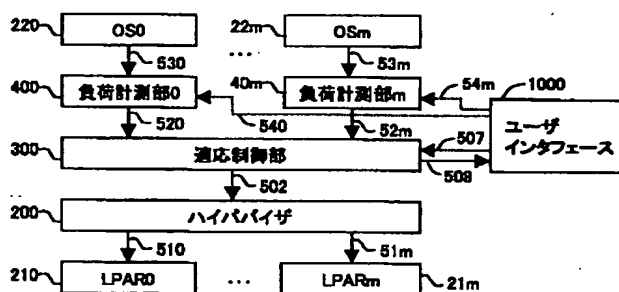 220 OS0 22m OSm
530 53m 54m 1000
400 負荷計測部0 40m 負荷計測部m
ユーザ
インタフェース
520 540 52m 507
300 適応制御部
508
502
200 ハイパバイザ
510 51m
210 LPAR0 ... LPARm 21m